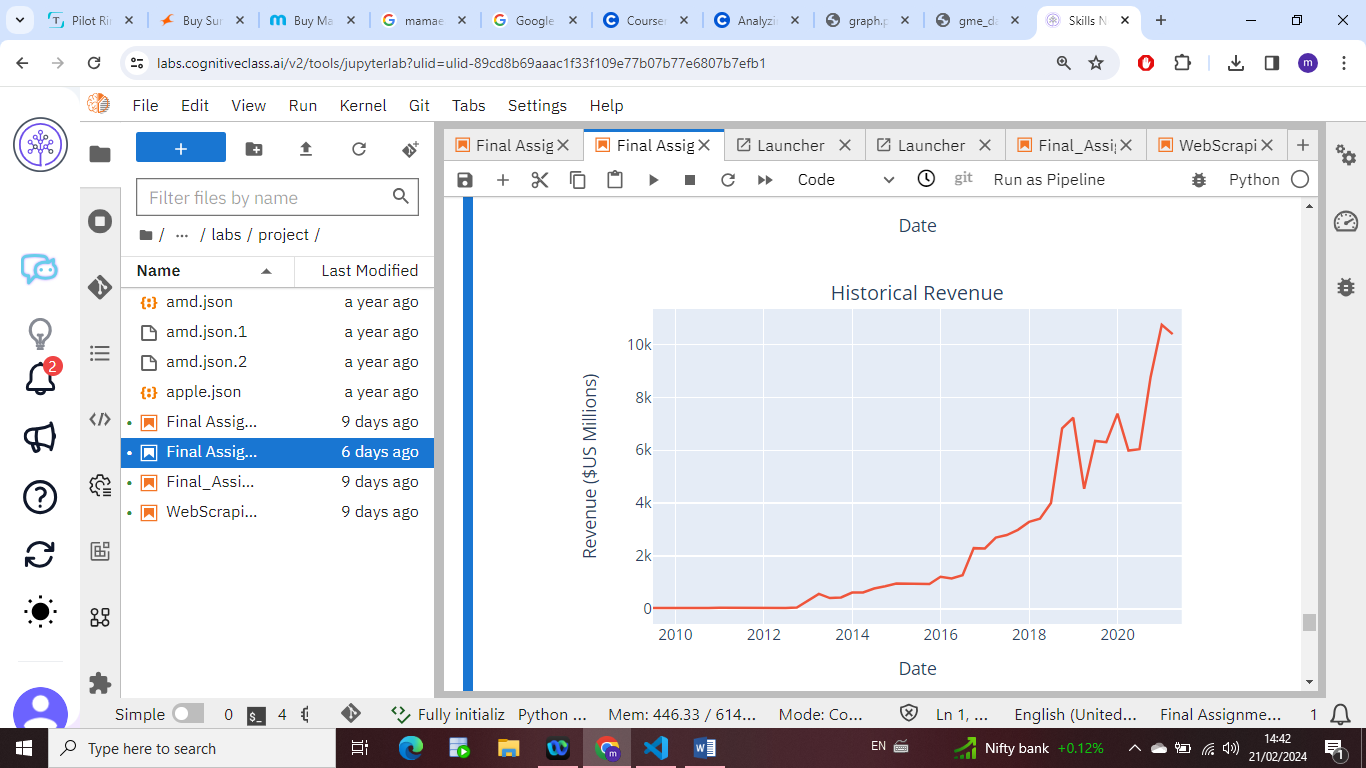 Pilot Rir
Buy Sur
Buy Ma
mamae
Google
Course
Analyzi
graph.p
gme_da
Skills N
labs.cognitiveclass.ai/v2/tools/jupyterlab?ulid=ulid-89cd8b69aaac1f33f109e77b07b77e6807b7efb1
m
File Edit View Run Kernel Git Tabs Settings Help
Final Assig
Final Assig
Launcher
Launcher
Final_Assig
WebScrapi
Code
git
Run as Pipeline
Python
Filter files by name
/ ... / labs / project /
Name Last Modified
amd.json a year ago
amd.json.1 a year ago
amd.json.2 a year ago
apple.json a year ago
Final Assig... 9 days ago
Final Assig... 6 days ago
Final_Assi... 9 days ago
WebScrapi... 9 days ago
2
Date
Historical Revenue
Revenue ($US Millions)
10k
8k
6k
4k
2k
0
2010 2012 2014 2016 2018 2020
Date
Simple 0 $_ 4 Fully initializ Python ... Mem: 446.33 / 614... Mode: Co... Ln 1, ... English (United... Final Assignme... 1
Type here to search
m
EN
Nifty bank +0.12%
14:42
21/02/2024
1